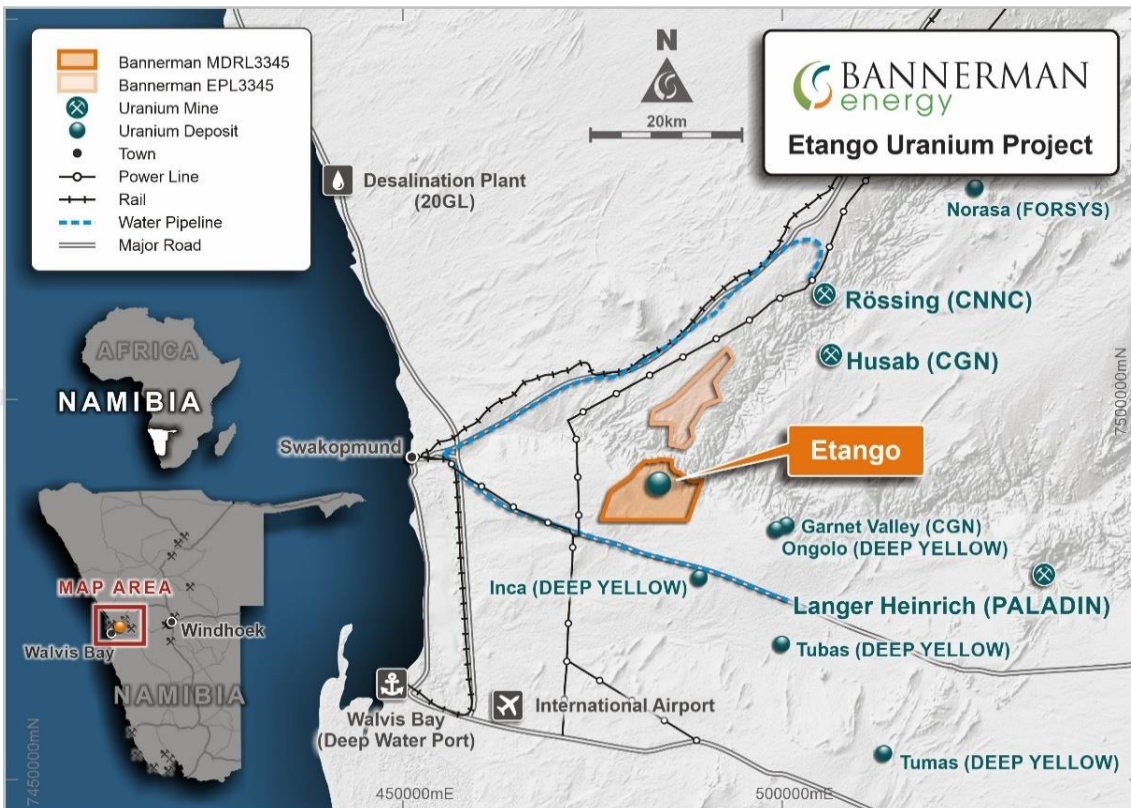 Bannerman MDRL3345
Bannerman EPL3345
Uranium Mine
Uranium Deposit
Town
Power Line
Rail
Water Pipeline
Major Road
N
20km
BANNERMAN
energy
Etango Uranium Project
Desalination Plant
(20GL)
Norasa (FORSYS)
Rössing (CNNC)
Husab (CGN)
AFRICA
NAMIBIA
7500000mN
Swakopmund
Etango
Garnet Valley (CGN)
Ongolo (DEEP YELLOW)
Inca (DEEP YELLOW)
Langer Heinrich (PALADIN)
MAP AREA
Windhoek
Walvis Bay
NAMIBIA
Tubas (DEEP YELLOW)
International Airport
Walvis Bay
(Deep Water Port)
Tumas (DEEP YELLOW)
7450000mN
450000mE
500000mE